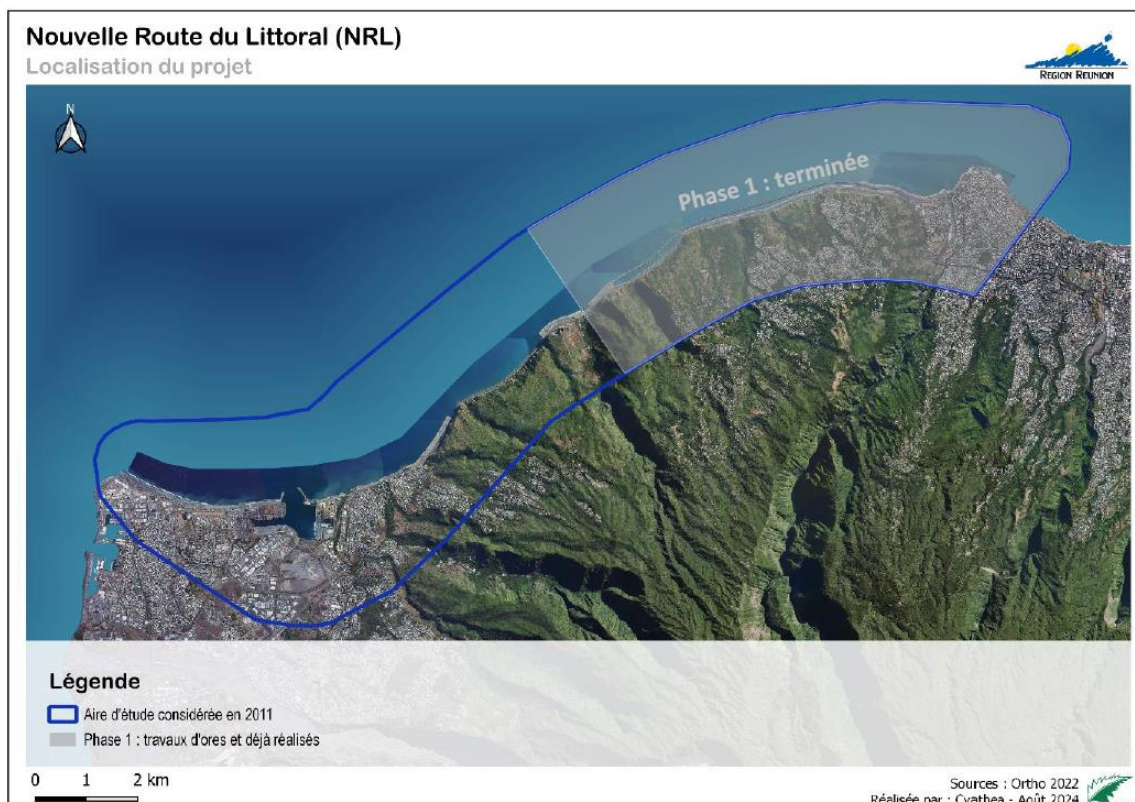 Nouvelle Route du Littoral (NRL)
Localisation du projet
REGION REUNION
N
Phase 1 : terminée
Légende
Aire d'étude considérée en 2011
Phase 1 : travaux d'ores et déjà réalisés
0 1 2 km
Sources : Ortho 2022
Réalisée par : Cyathea - Août 2024